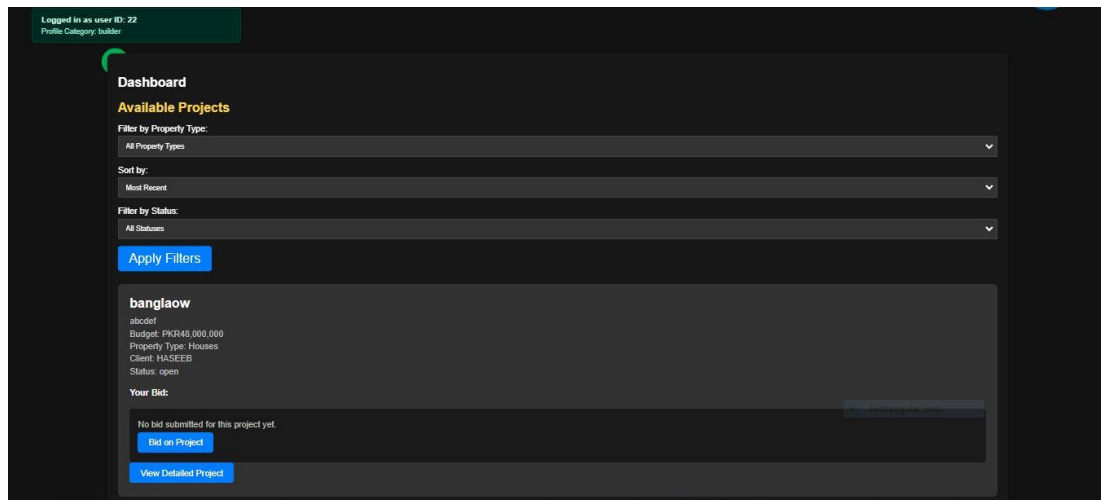 Logged in as user ID: 22
Profile Category: builder
Dashboard
Available Projects
Filter by Property Type:
All Property Types
Sort by:
Most Recent
Filter by Status:
All Statuses
Apply Filters
banglaow
abcdef
Budget: PKR48,000,000
Property Type: Houses
Client: HASEEB
Status: open
Your Bid:
Rectangular Snip
No bid submitted for this project yet.
Bid on Project
View Detailed Project